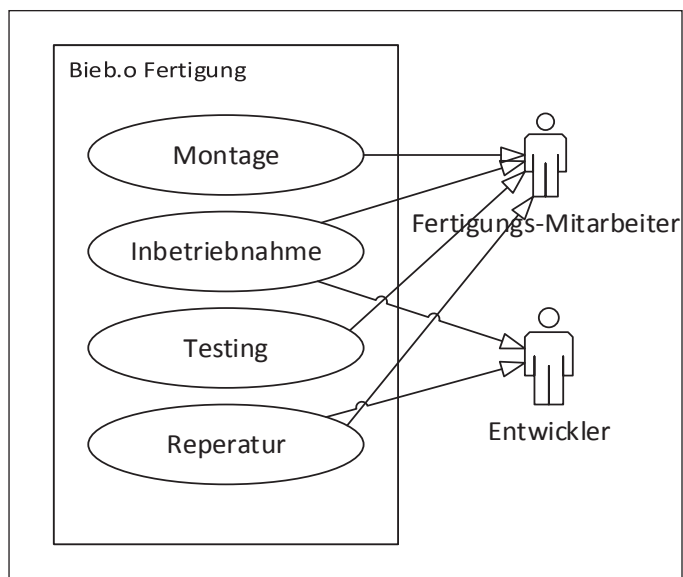 Bieb.o Fertigung
Montage
Inbetriebnahme
Testing
Reperatur
Fertigungs-Mitarbeiter
Entwickler